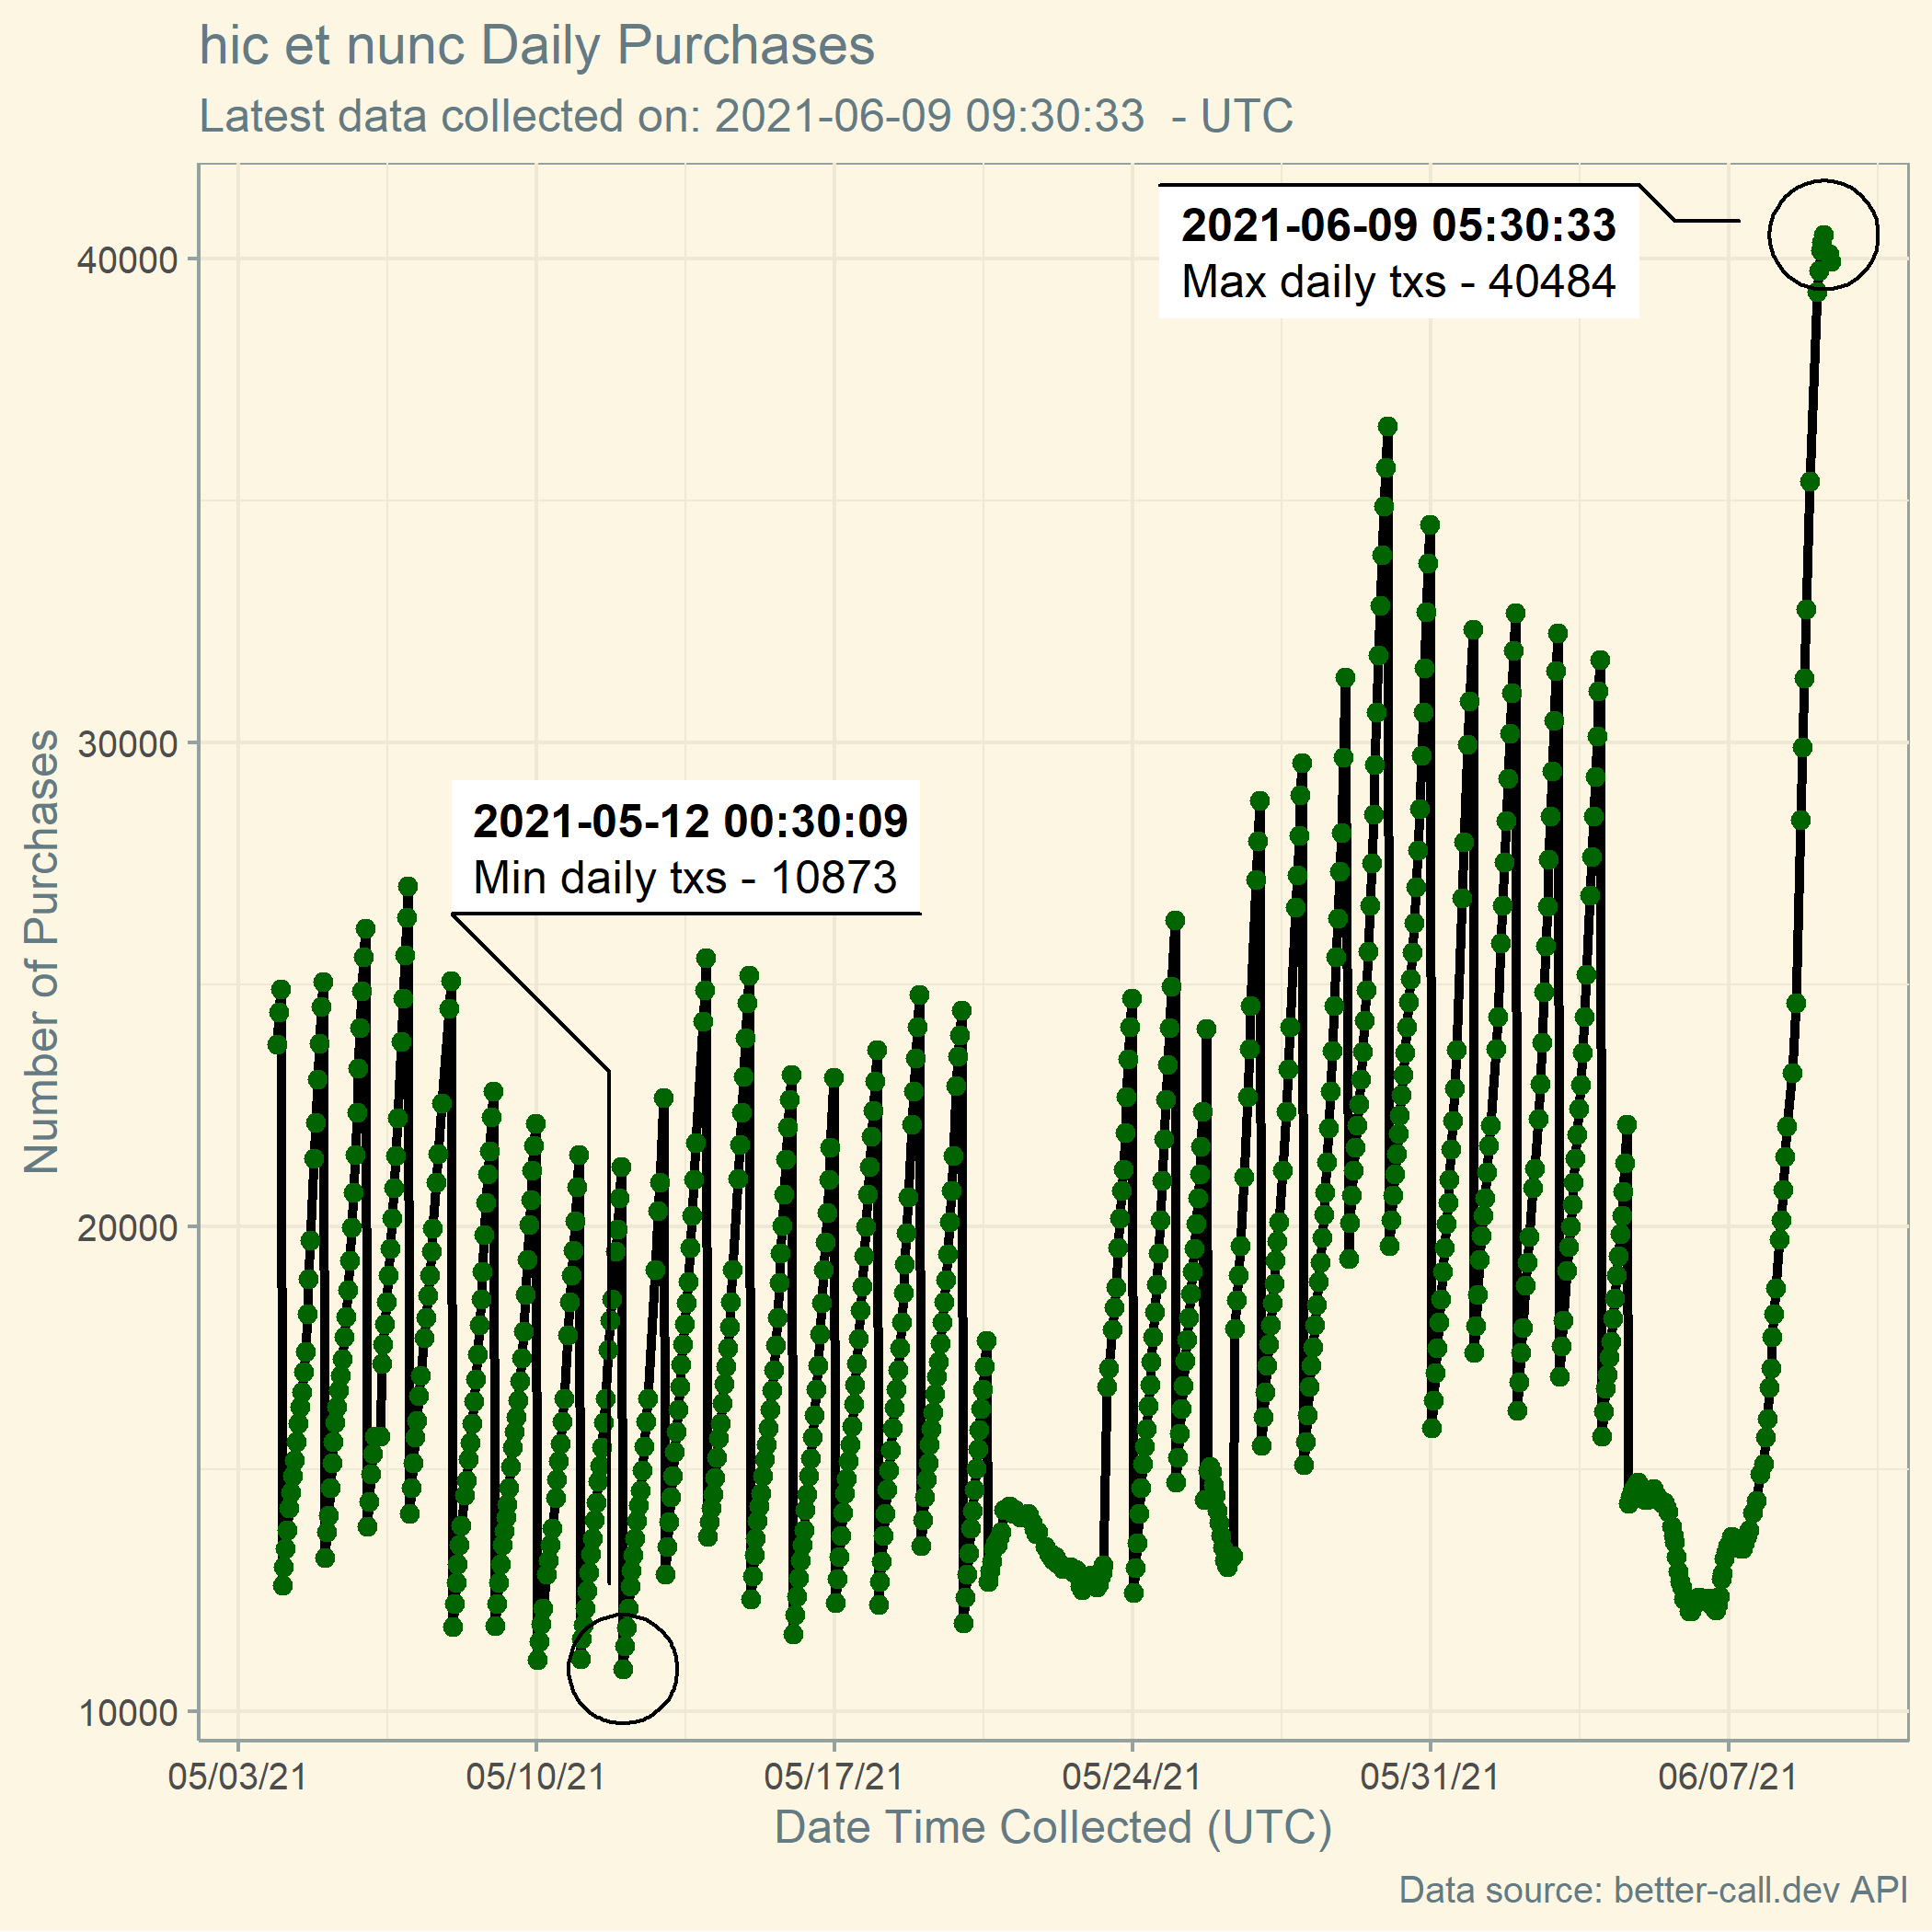 hic et nunc Daily Purchases
Latest data collected on: 2021-06-09 09:30:33  - UTC
2021-06-09 05:30:33
Max daily txs - 40484
2021-05-12 00:30:09
Min daily txs - 10873
Number of Purchases
40000
30000
20000
10000
05/03/21 05/10/21 05/17/21 05/24/21 05/31/21 06/07/21
Date Time Collected (UTC)
Data source: better-call.dev API